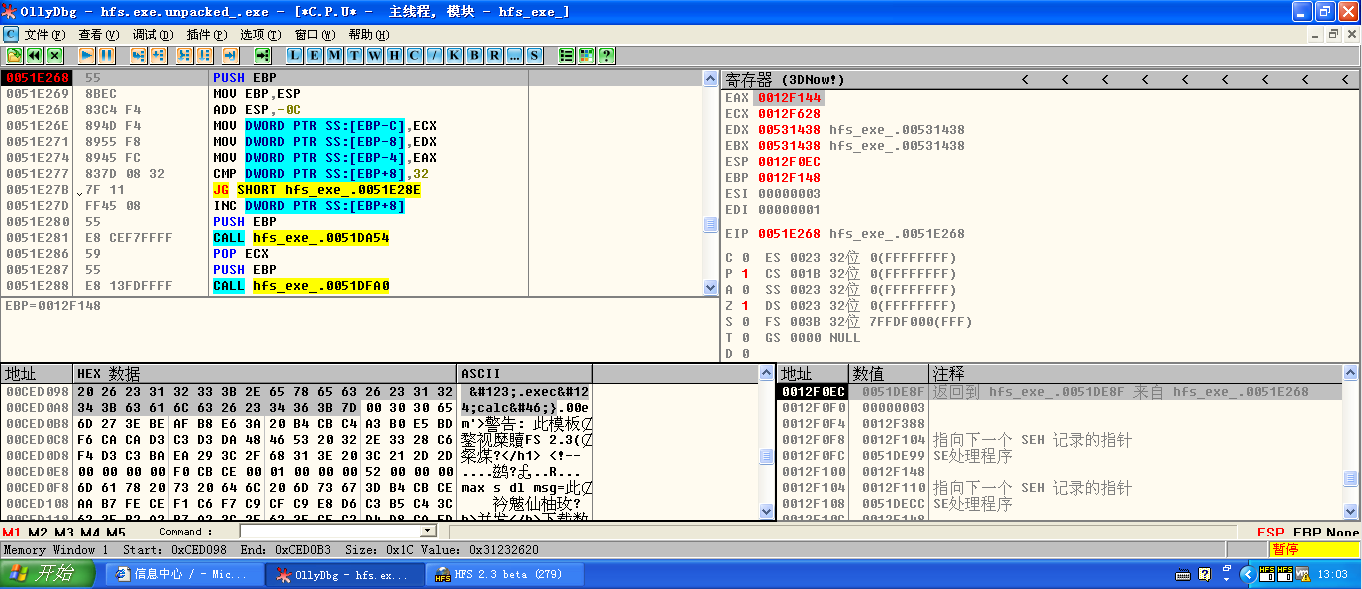 OllyDbg - hfs.exe.unpacked_.exe - [*C.P.U* - 主线程, 模块 - hfs_exe_]
文件(F) 查看(V) 调试(D) 插件(P) 选项(T) 窗口(W) 帮助(H)
L E M T W H C / K B R ... S ?
0051E268 55 PUSH EBP
0051E269 8BEC MOV EBP,ESP
0051E26B 83C4 F4 ADD ESP,-0C
0051E26E 894D F4 MOV DWORD PTR SS:[EBP-C],ECX
0051E271 8955 F8 MOV DWORD PTR SS:[EBP-8],EDX
0051E274 8945 FC MOV DWORD PTR SS:[EBP-4],EAX
0051E277 837D 08 32 CMP DWORD PTR SS:[EBP+8],32
0051E27B 7F 11 JG SHORT hfs_exe_.0051E28E
0051E27D FF45 08 INC DWORD PTR SS:[EBP+8]
0051E280 55 PUSH EBP
0051E281 E8 CEF7FFFF CALL hfs_exe_.0051DA54
0051E286 59 POP ECX
0051E287 55 PUSH EBP
0051E288 E8 13FDFFFF CALL hfs_exe_.0051DFA0
EBP=0012F148
寄存器 (3DNow!) < < < < < < < < <
EAX 0012F144
ECX 0012F628
EDX 00531438 hfs_exe_.00531438
EBX 00531438 hfs_exe_.00531438
ESP 0012F0EC
EBP 0012F148
ESI 00000003
EDI 00000001
EIP 0051E268 hfs_exe_.0051E268
C 0 ES 0023 32位 0(FFFFFFFF)
P 1 CS 001B 32位 0(FFFFFFFF)
A 0 SS 0023 32位 0(FFFFFFFF)
Z 1 DS 0023 32位 0(FFFFFFFF)
S 0 FS 003B 32位 7FFDF000(FFF)
T 0 GS 0000 NULL
D 0
地址 HEX 数据 ASCII
00CED098 20 26 23 31 32 33 3B 2E 65 78 65 63 26 23 31 32 &#123;.exec&#12
00CED0A8 34 3B 63 61 6C 63 26 23 34 36 3B 7D 00 30 30 65 4;calc&#46;}.00e
00CED0B8 6D 27 3E BE AF B8 E6 3A 20 B4 CB C4 A3 B0 E5 BD m'>警告: 此模板
00CED0C8 F6 CA CA D3 C3 D3 DA 48 46 53 20 32 2E 33 28 C6 FS 2.3(
00CED0D8 F4 D3 C3 BA EA 29 3C 2F 68 31 3E 20 3C 21 2D 2D ?</h1> <!--
00CED0E8 00 00 00 00 F0 CB CE 00 01 00 00 00 52 00 00 00 ..R...
00CED0F8 6D 61 78 20 73 20 64 6C 20 6D 73 67 3D B4 CB CE max s dl msg=此
00CED108 AA B7 FE CE F1 C6 F7 C9 CF C9 E8 D6 C3 B5 C4 3C
地址 数值 注释
0012F0EC 0051DE8F 返回到 hfs_exe_.0051DE8F 来自 hfs_exe_.0051E268
0012F0F0 00000003
0012F0F4 0012F388
0012F0F8 0012F104 指向下一个 SEH 记录的指针
0012F0FC 0051DE99 SE处理程序
0012F100 0012F148
0012F104 0012F110 指向下一个 SEH 记录的指针
0012F108 0051DECC SE处理程序
M1 M2 M3 M4 M5 Command : ESP EBP None
Memory Window 1 Start: 0xCED098 End: 0xCED0B3 Size: 0x1C Value: 0x31232620 暂停
开始 信息中心 / - Mic... OllyDbg - hfs.ex... HFS 2.3 beta (279) 13:03